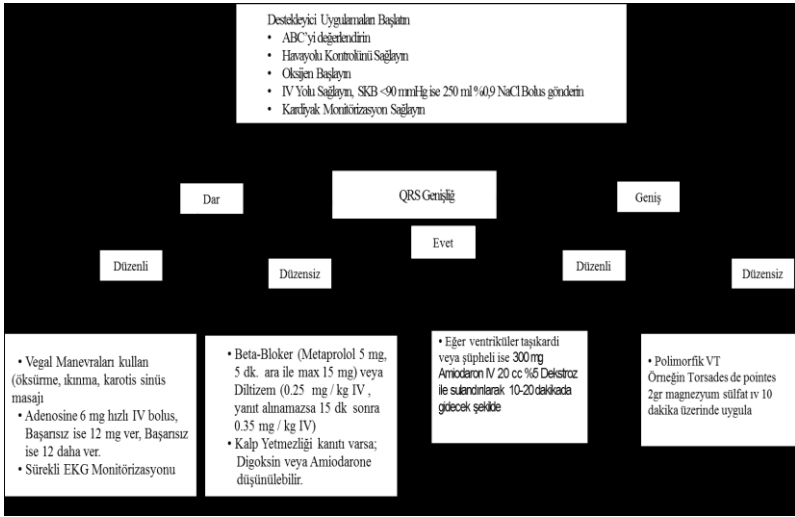 Destekleyici Uygulamaları Başlatın
• ABC'yi değerlendirin
• Havayolu Kontrolünü Sağlayın
• Oksijen Başlayın
• IV Yolu Sağlayın, SKB <90 mmHg ise 250 ml %0,9 NaCl Bolus gönderin
• Kardiyak Monitörizasyon Sağlayın
Dar
QRS Genişliğ
Geniş
Evet
Düzenli
Düzensiz
Düzenli
Düzensiz
• Vegal Manevraları kullan
(öksürme, ıkınma, karotis sinüs
masajı
• Adenosine 6 mg hızlı IV bolus,
Başarısız ise 12 mg ver, Başarısız
ise 12 daha ver.
• Sürekli EKG Monitörizasyonu
• Beta-Bloker (Metaprolol 5 mg,
5 dk. ara ile max 15 mg) veya
Diltizem (0.25 mg / kg IV ,
yanıt alınamazsa 15 dk sonra
0.35 mg / kg IV)
• Kalp Yetmezliği kanıtı varsa;
Digoksin veya Amiodarone
düşünülebilir.
• Eğer ventriküler taşıkardi
veya şüpheli ise 300 mg
Amiodaron IV 20 cc %5 Dekstroz
ile sulandırılarak 10-20 dakikada
gidecek şekilde
• Polimorfik VT
Örneğin Torsades de pointes
2gr magnezyum sülfat ıv 10
dakika üzerinde uygula